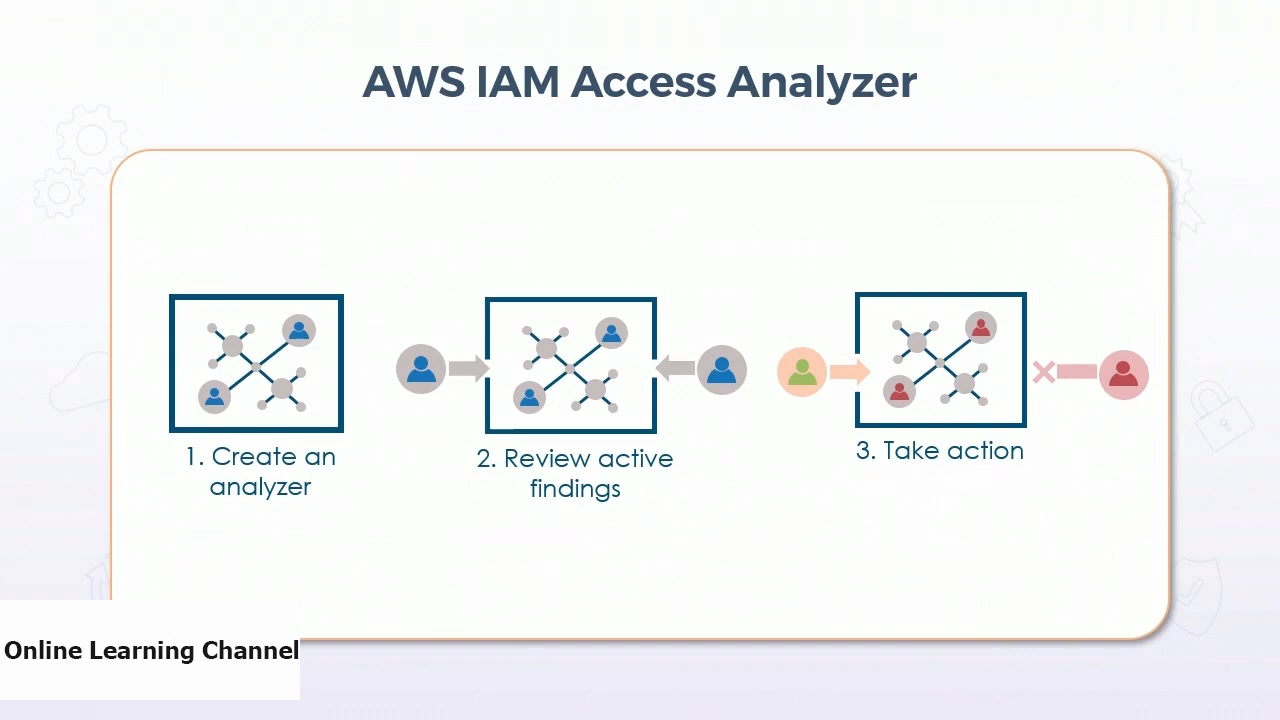 AWS IAM Access Analyzer
1. Create an
analyzer
2. Review active
findings
3. Take action
Online Learning Channel